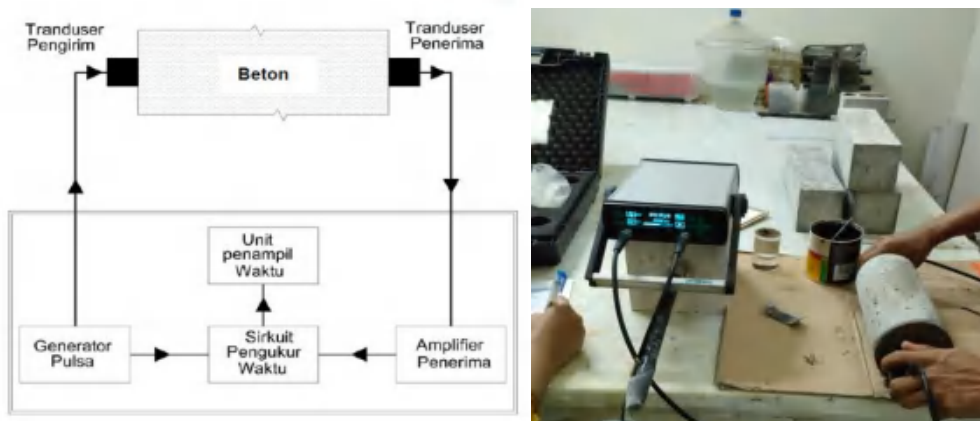 Tranduser
Pengirim
Tranduser
Penerima
Beton
Unit
penampil
Waktu
Generator
Pulsa
Sirkuit
Pengukur
Waktu
Amplifier
Penerima